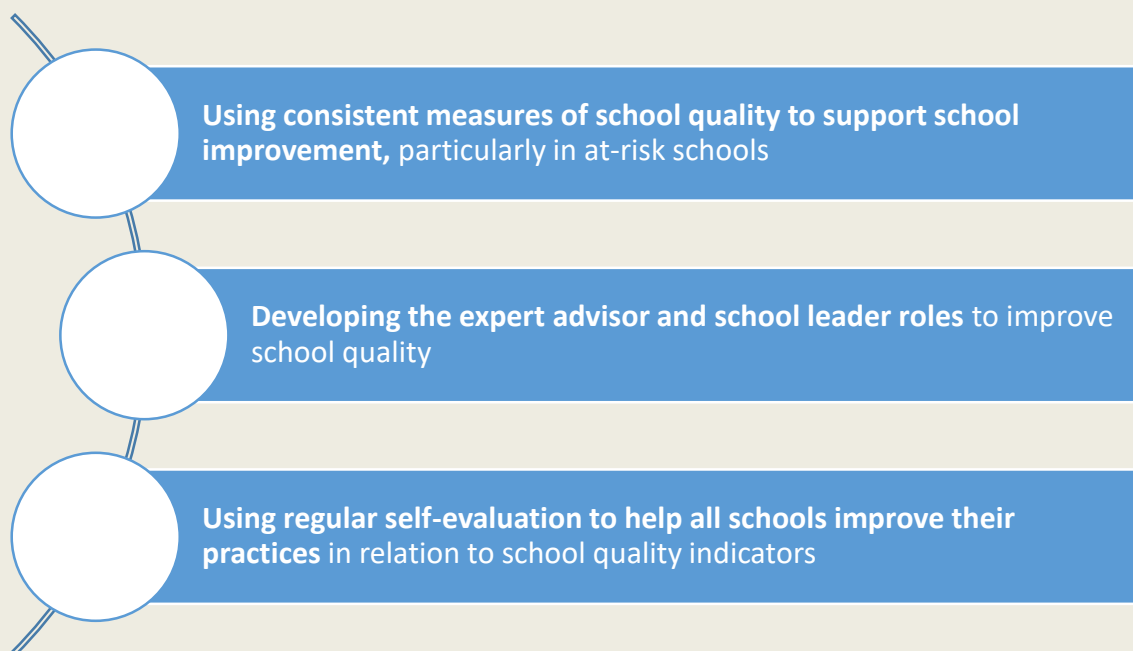 Using consistent measures of school quality to support school
improvement, particularly in at-risk schools
Developing the expert advisor and school leader roles to improve
school quality
Using regular self-evaluation to help all schools improve their
practices in relation to school quality indicators